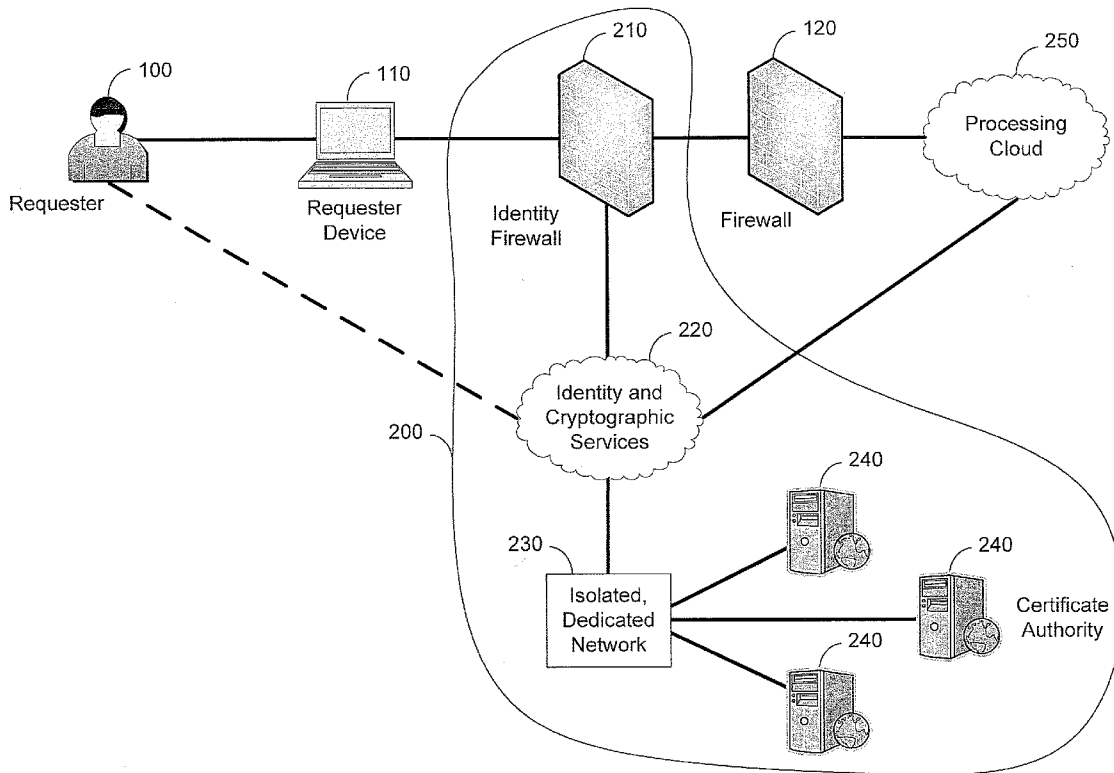 210
120
250
100
110
Processing
Cloud
Requester
Requester
Device
Identity
Firewall
Firewall
220
Identity and
Cryptographic
Services
200
240
230
240
Isolated,
Dedicated
Network
Certificate
Authority
240